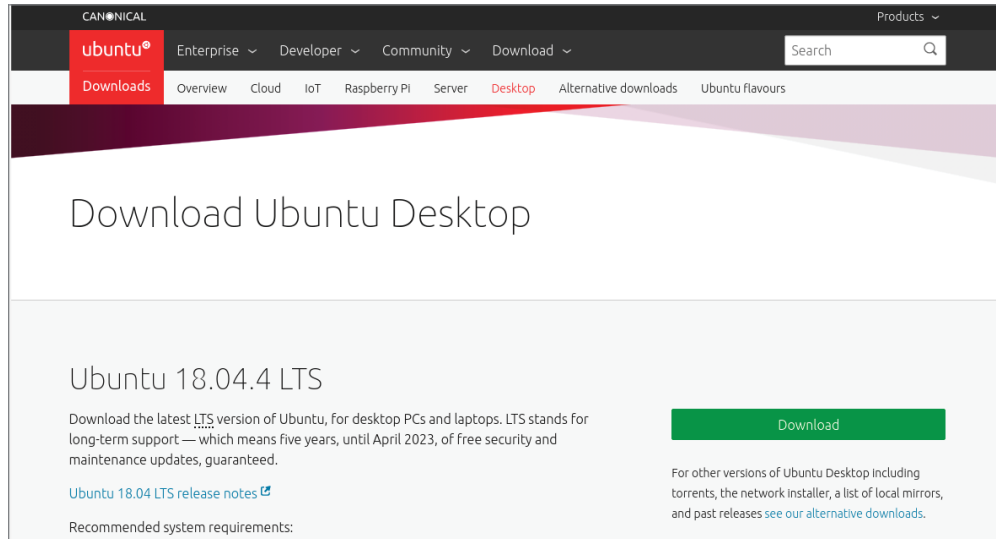 CANONICAL
Products
ubuntu
Enterprise Developer Community Download
Search
Downloads
Overview Cloud IoT Raspberry Pi Server Desktop Alternative downloads Ubuntu flavours
Download Ubuntu Desktop
Ubuntu 18.04.4 LTS
Download the latest LTS version of Ubuntu, for desktop PCs and laptops. LTS stands for
long-term support — which means five years, until April 2023, of free security and
maintenance updates, guaranteed.
Ubuntu 18.04 LTS release notes
Recommended system requirements:
Download
For other versions of Ubuntu Desktop including
torrents, the network installer, a list of local mirrors,
and past releases see our alternative downloads.